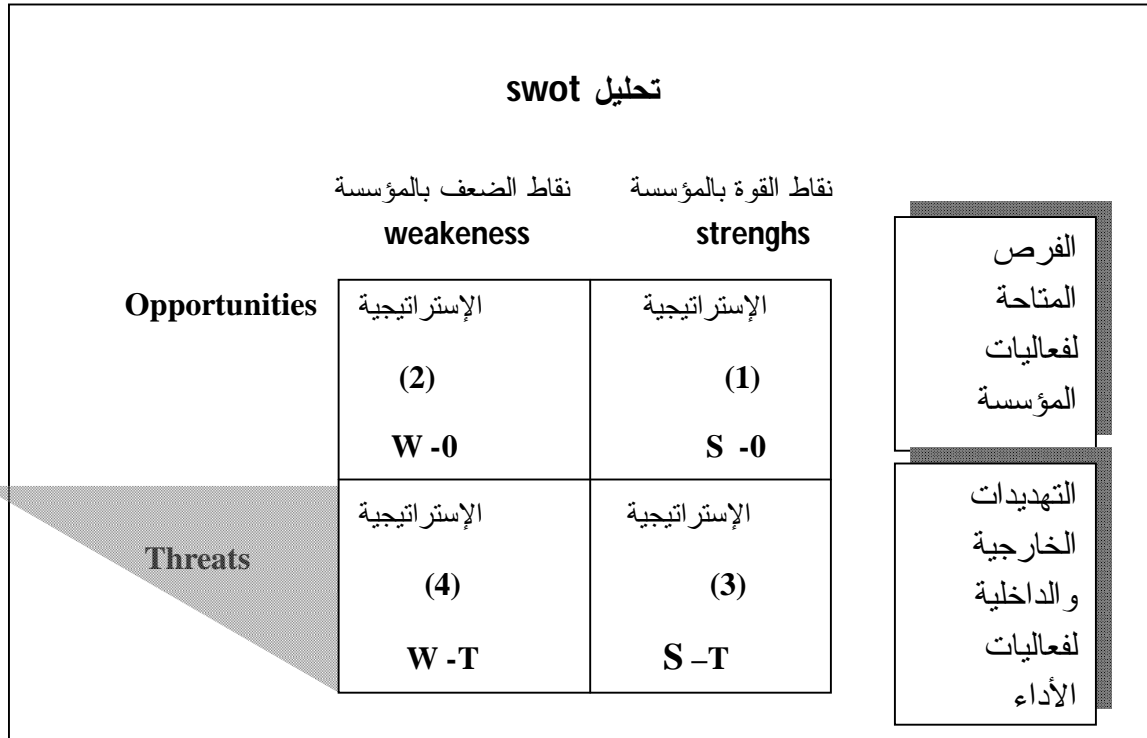 تحليل swot
نقاط القوة بالمؤسسة
strenghs
نقاط الضعف بالمؤسسة
weakeness
الفرص
المتاحة
لفعاليات
المؤسسة
الإستراتيجية
(1)
S -0
الإستراتيجية
(2)
W -0
Opportunities
التهديدات
الخارجية
والداخلية
لفعاليات
الأداء
الإستراتيجية
(3)
S –T
الإستراتيجية
(4)
W -T
Threats